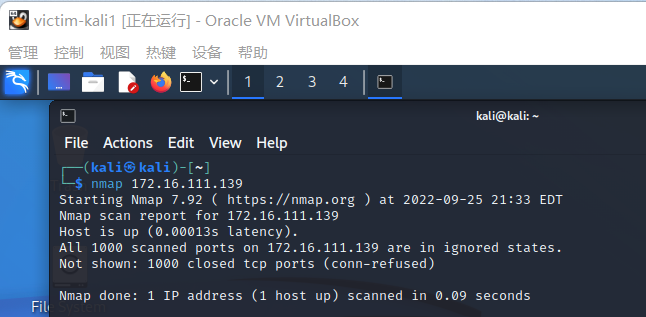 victim-kali1 [正在运行] - Oracle VM VirtualBox
管理 控制 视图 热键 设备 帮助
1 2 3 4
kali@kali: ~
File Actions Edit View Help
┌──(kali㉿kali)-[~]
└─$ nmap 172.16.111.139
Starting Nmap 7.92 ( https://nmap.org ) at 2022-09-25 21:33 EDT
Nmap scan report for 172.16.111.139
Host is up (0.00013s latency).
All 1000 scanned ports on 172.16.111.139 are in ignored states.
Not shown: 1000 closed tcp ports (conn-refused)
Nmap done: 1 IP address (1 host up) scanned in 0.09 seconds
File System